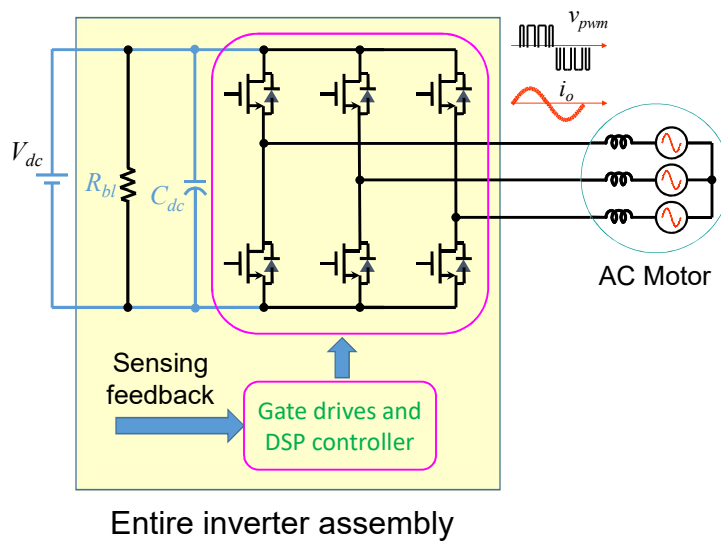 v_pwm
i_o
V_dc
R_bl
C_dc
AC Motor
Sensing
feedback
Gate drives and
DSP controller
Entire inverter assembly